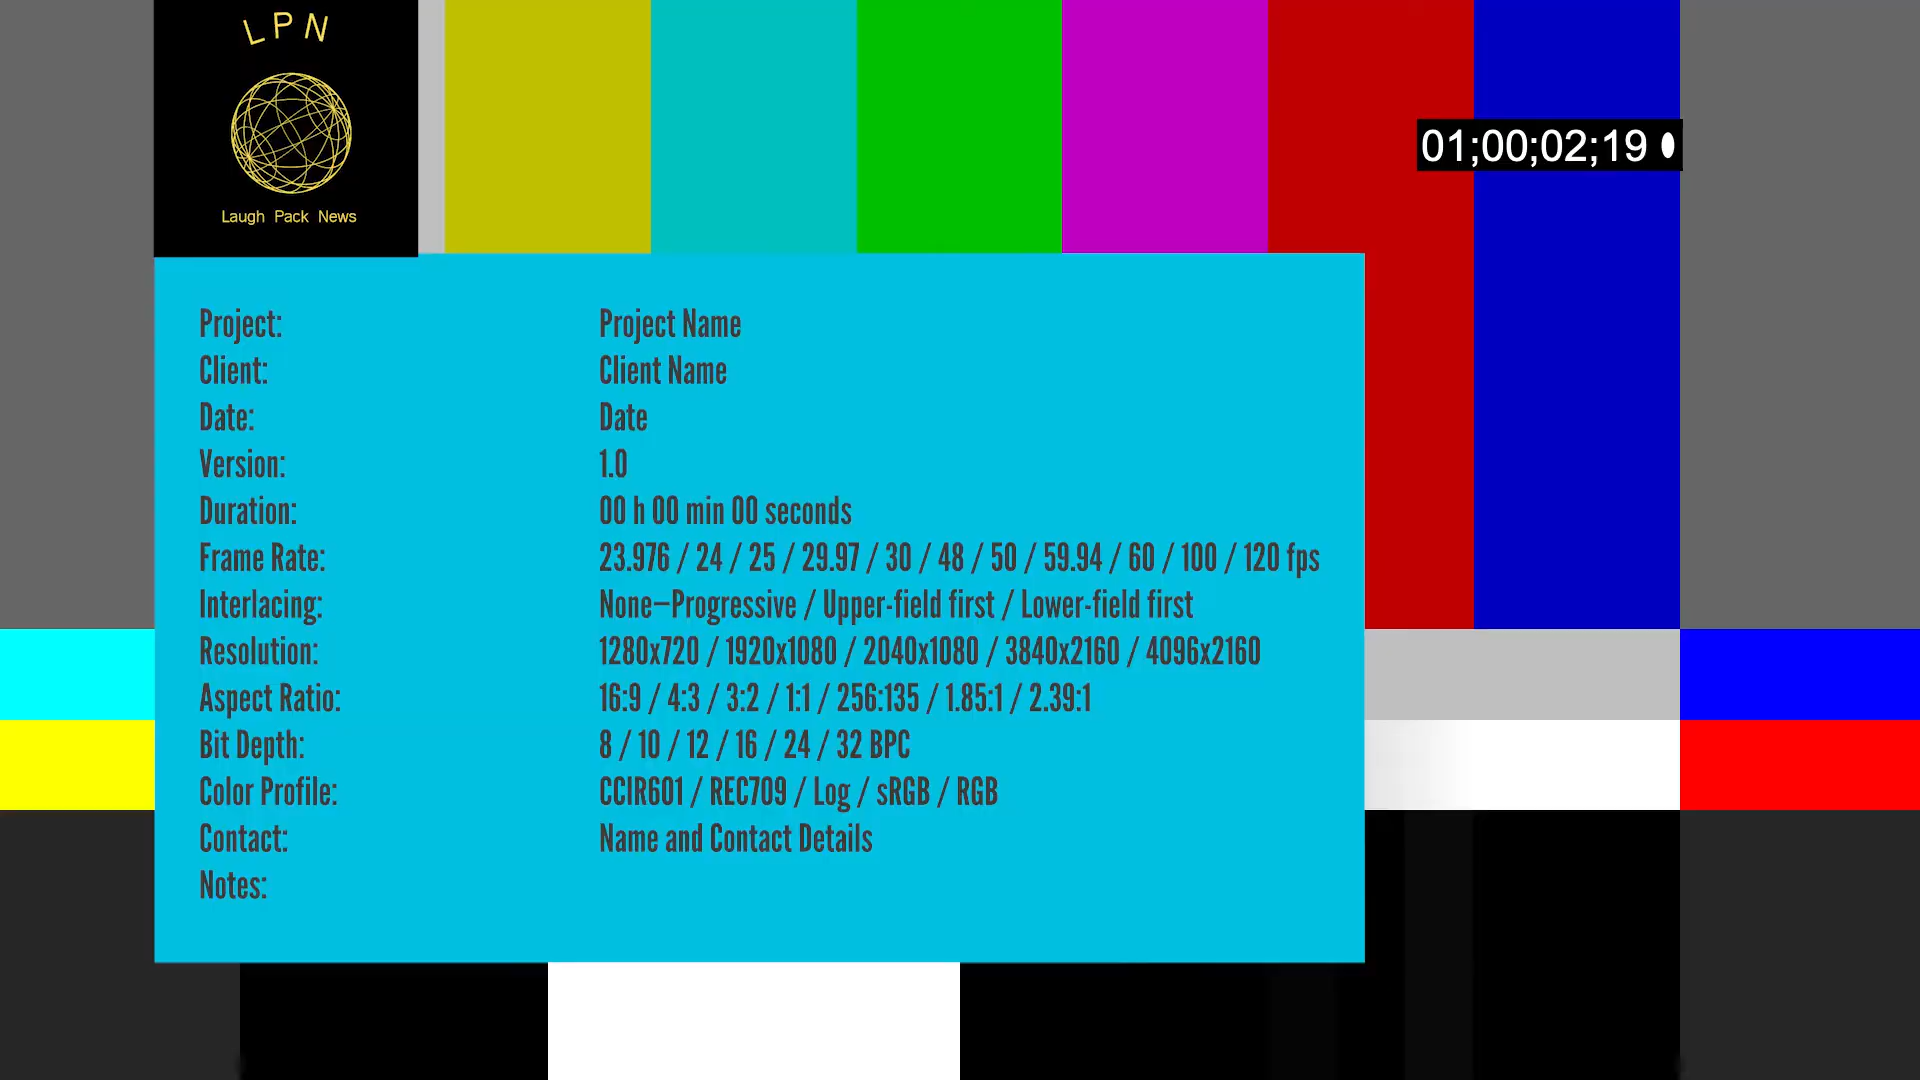 LPN
Laugh Pack News
01;00;02;19
Project: Project Name
Client: Client Name
Date: Date
Version: 1.0
Duration: 00 h 00 min 00 seconds
Frame Rate: 23.976 / 24 / 25 / 29.97 / 30 / 48 / 50 / 59.94 / 60 / 100 / 120 fps
Interlacing: None—Progressive / Upper-field first / Lower-field first
Resolution: 1280x720 / 1920x1080 / 2040x1080 / 3840x2160 / 4096x2160
Aspect Ratio: 16:9 / 4:3 / 3:2 / 1:1 / 256:135 / 1.85:1 / 2.39:1
Bit Depth: 8 / 10 / 12 / 16 / 24 / 32 BPC
Color Profile: CCIR601 / REC709 / Log / sRGB / RGB
Contact: Name and Contact Details
Notes: